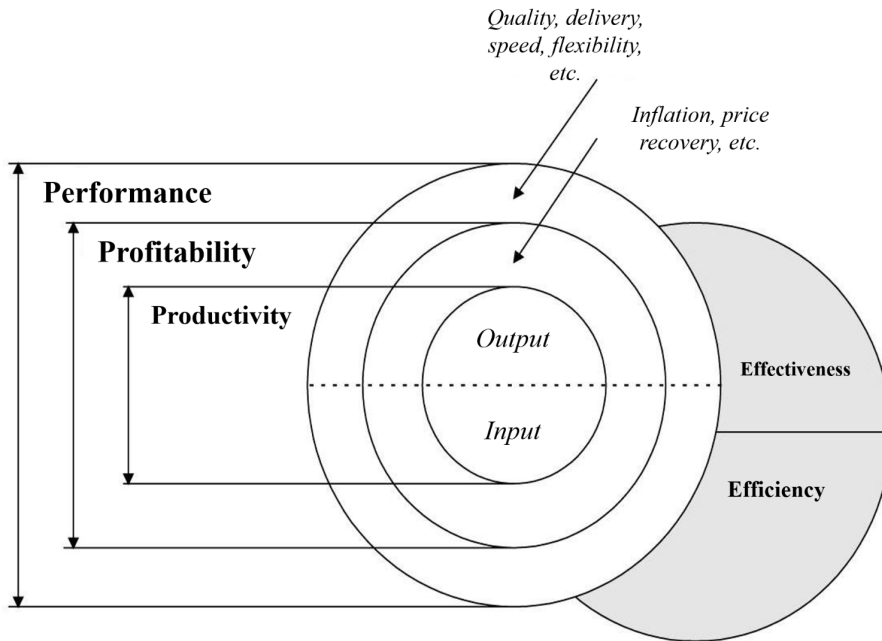 Quality, delivery,
speed, flexibility,
etc.
Inflation, price
recovery, etc.
Performance
Profitability
Productivity
Output
Input
Effectiveness
Efficiency